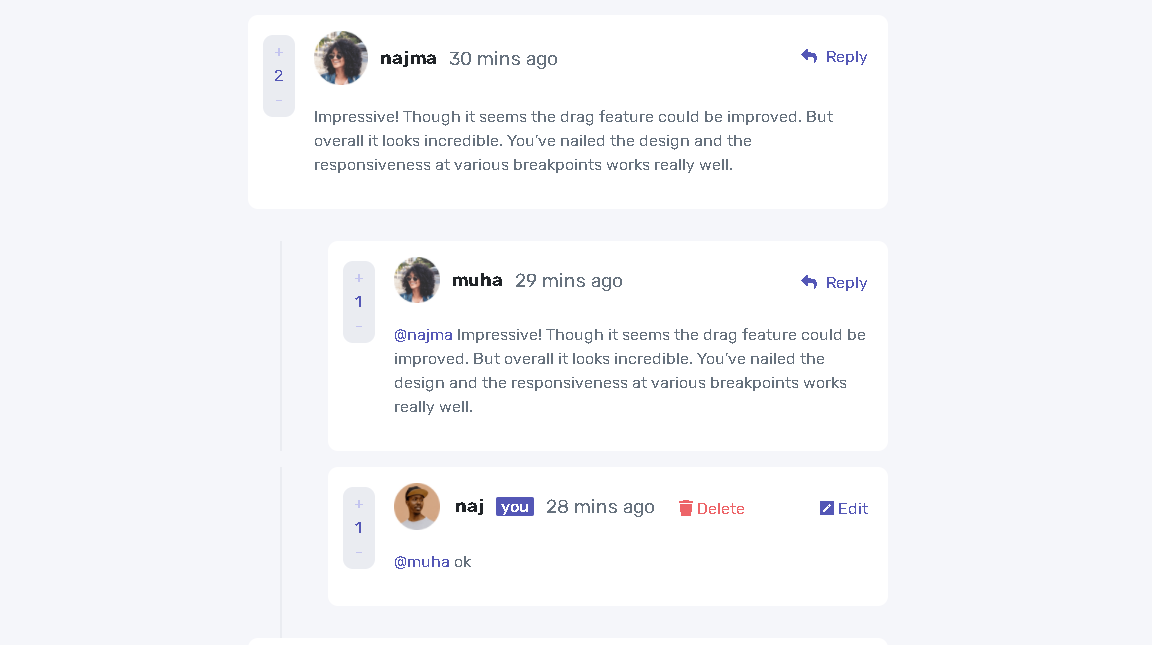 +
2
-
najma 30 mins ago
Reply
Impressive! Though it seems the drag feature could be improved. But
overall it looks incredible. You've nailed the design and the
responsiveness at various breakpoints works really well.
+
1
-
muha 29 mins ago
Reply
@najma Impressive! Though it seems the drag feature could be
improved. But overall it looks incredible. You've nailed the
design and the responsiveness at various breakpoints works
really well.
+
1
-
naj you 28 mins ago
Delete
Edit
@muha ok